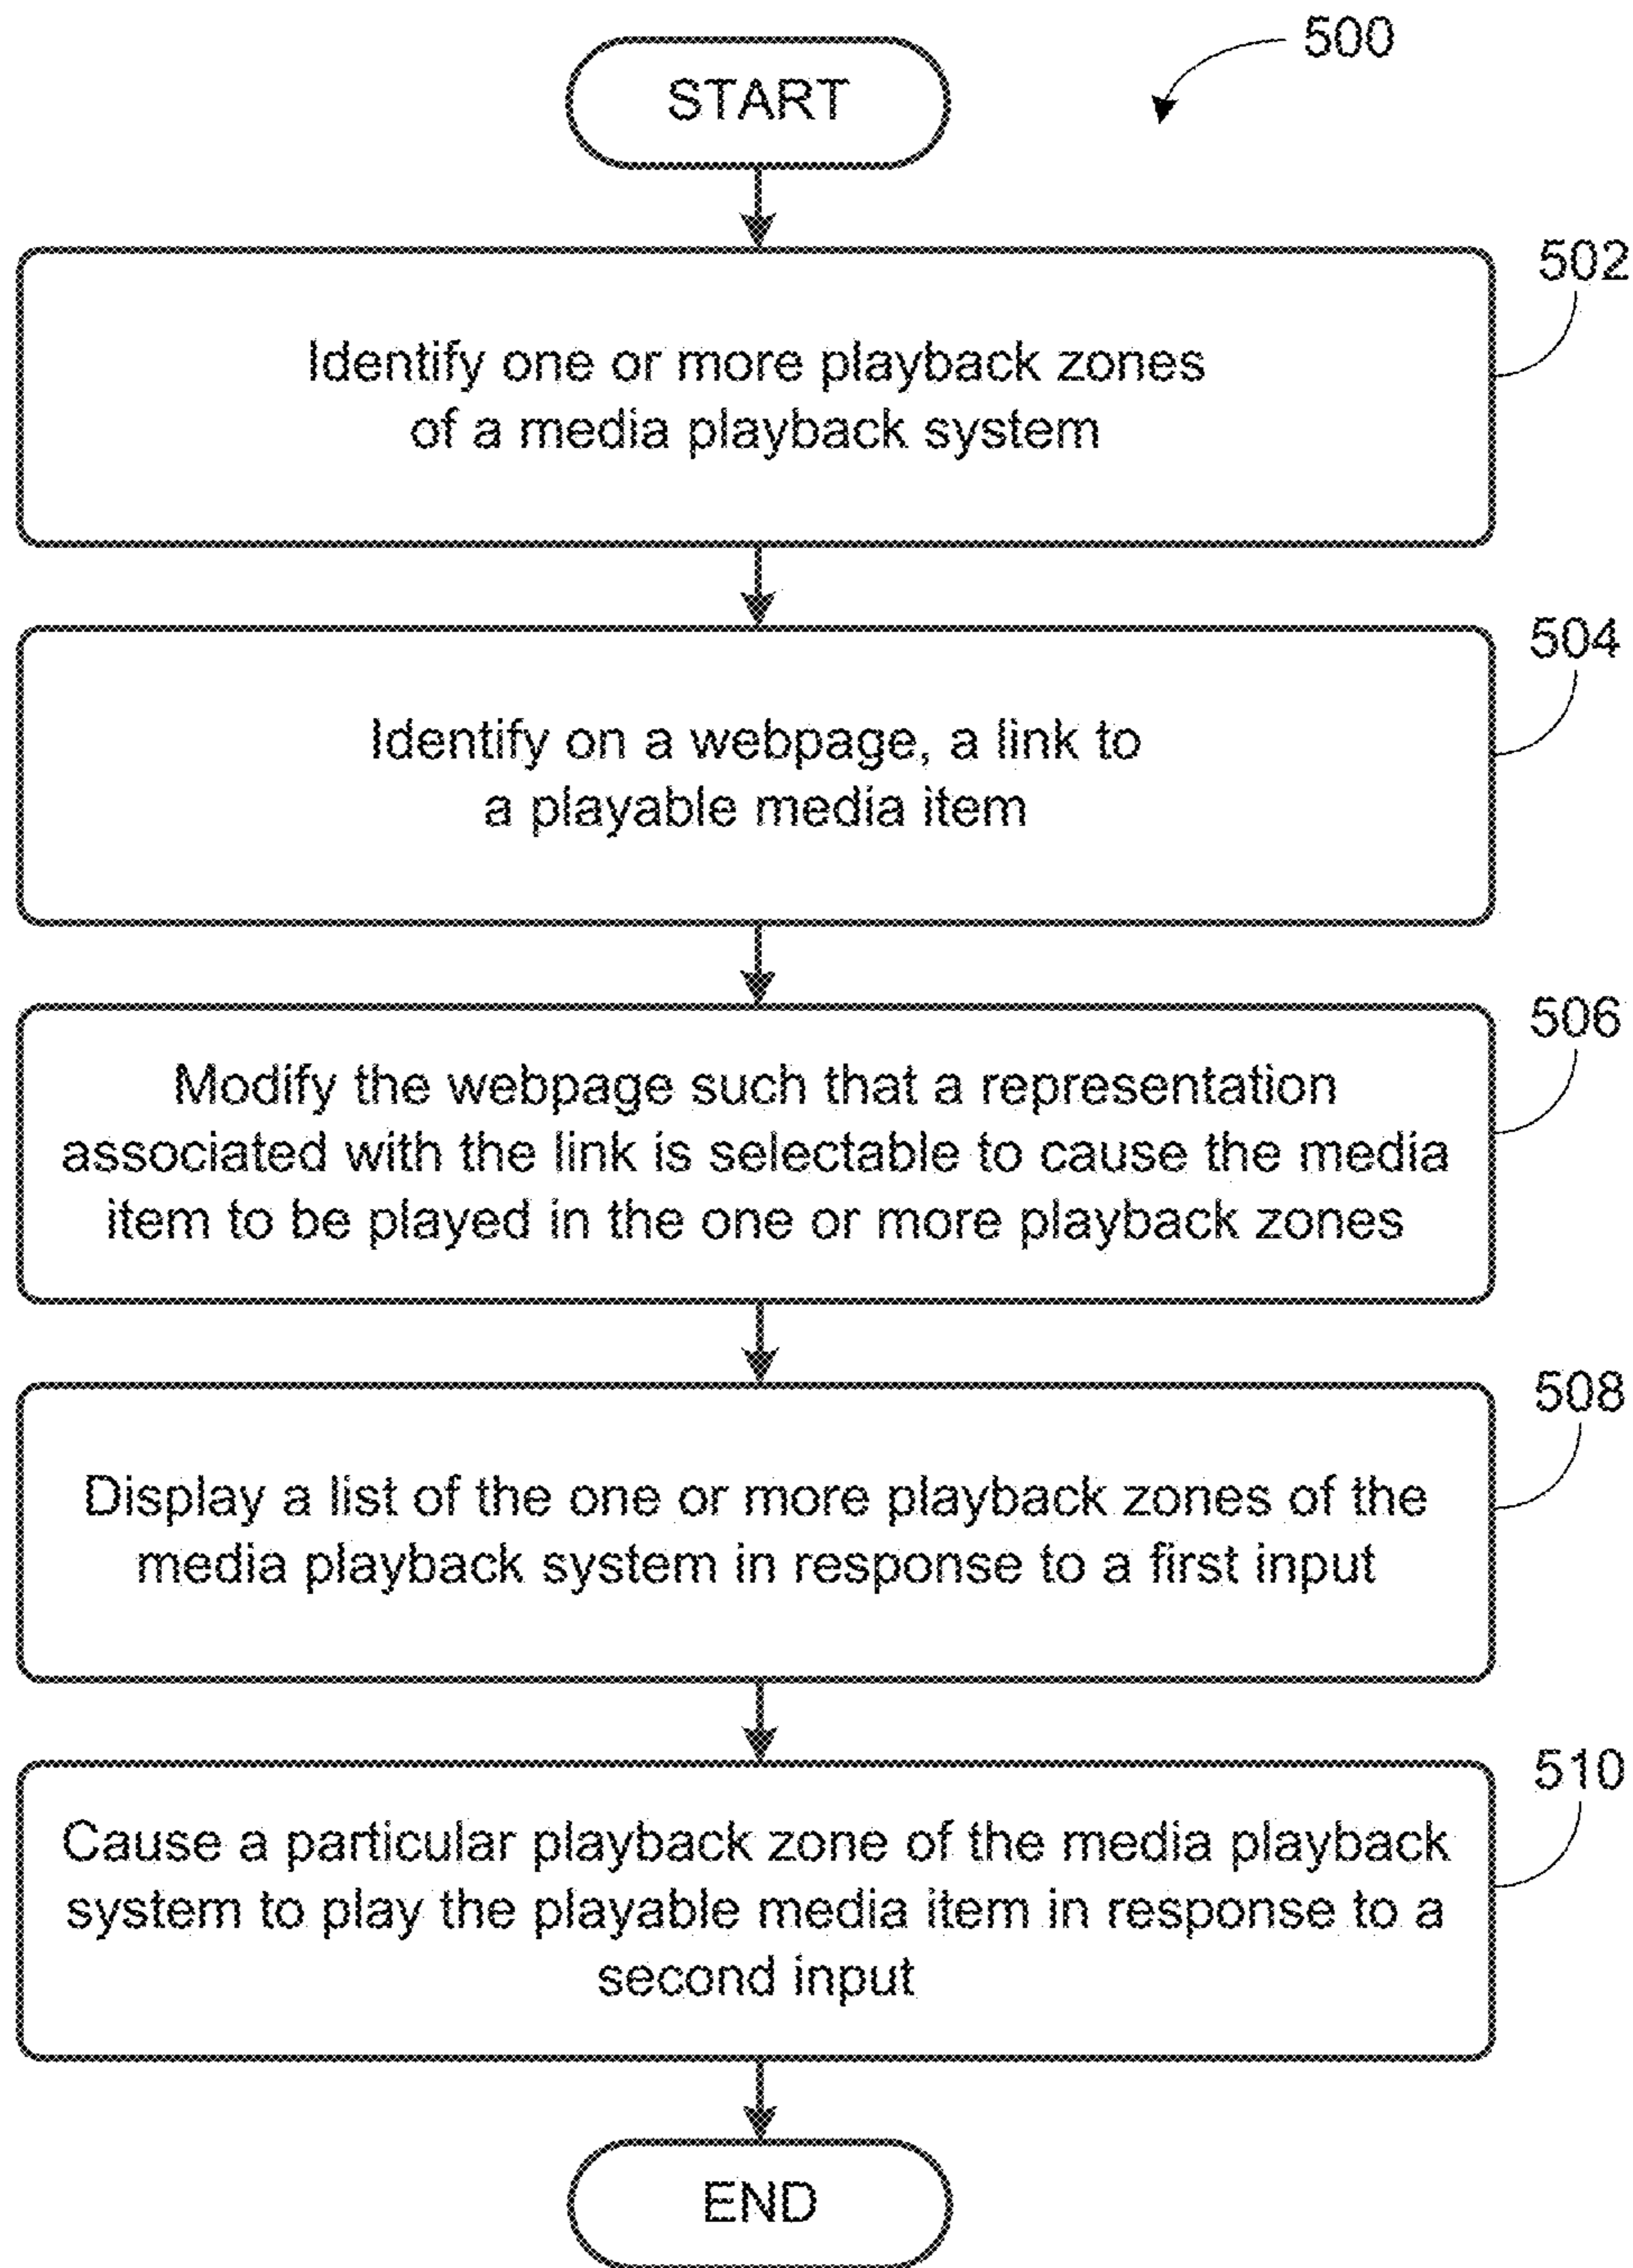 500
START
502
Identify one or more playback zones
of a media playback system
504
Identify on a webpage, a link to
a playable media item
506
Modify the webpage such that a representation
associated with the link is selectable to cause the media
item to be played in the one or more playback zones
508
Display a list of the one or more playback zones of the
media playback system in response to a first input
510
Cause a particular playback zone of the media playback
system to play the playable media item in response to a
second input
END